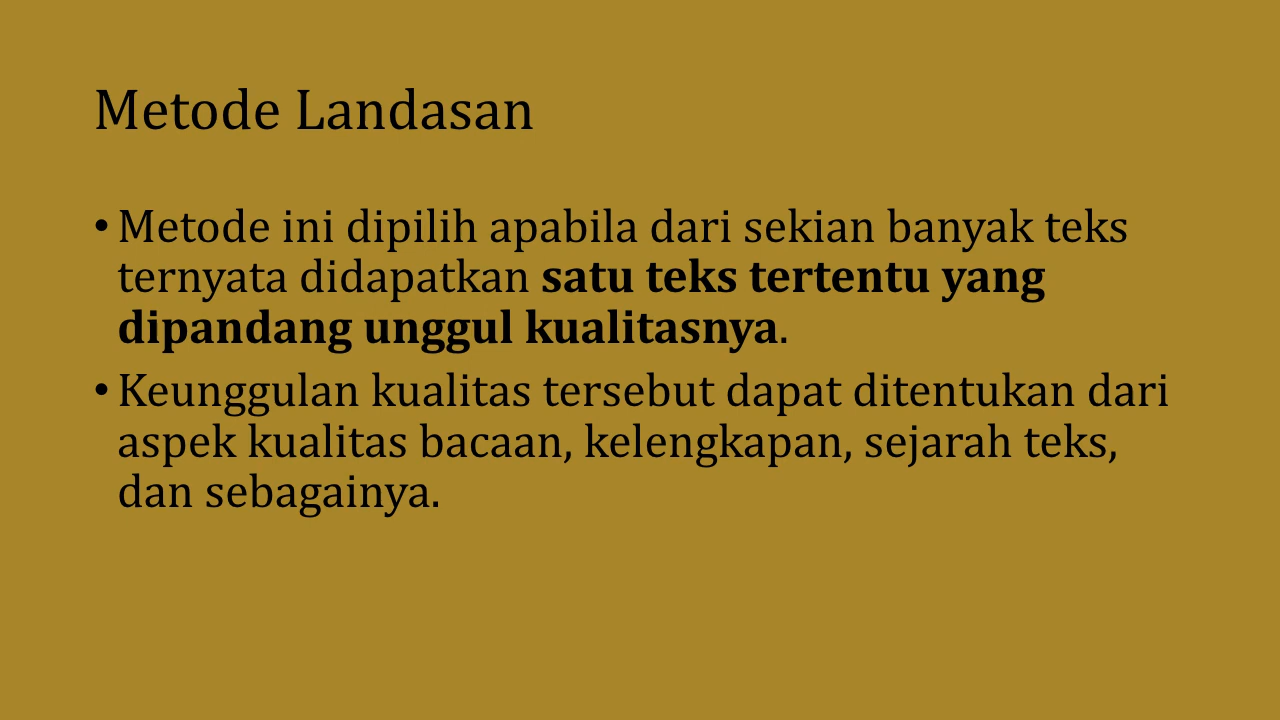 Metode Landasan
• Metode ini dipilih apabila dari sekian banyak teks
ternyata didapatkan satu teks tertentu yang
dipandang unggul kualitasnya.
• Keunggulan kualitas tersebut dapat ditentukan dari
aspek kualitas bacaan, kelengkapan, sejarah teks,
dan sebagainya.